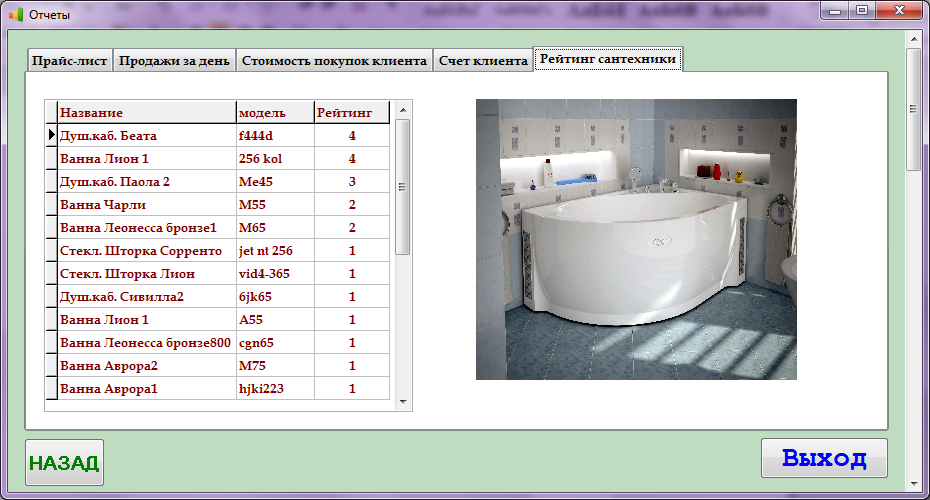 Отчеты
Прайс-лист Продажи за день Стоимость покупок клиента Счет клиента Рейтинг сантехники
Название модель Рейтинг
Душ.каб. Беата f444d 4
Ванна Лион 1 256 kol 4
Душ.каб. Паола 2 Me45 3
Ванна Чарли M55 2
Ванна Леонесса бронзе1 M65 2
Стекл. Шторка Сорренто jet nt 256 1
Стекл. Шторка Лион vid4-365 1
Душ.каб. Сивилла2 6jk65 1
Ванна Лион 1 A55 1
Ванна Леонесса бронзе800 cgn65 1
Ванна Аврора2 M75 1
Ванна Аврора1 hjki223 1
НАЗАД Выход